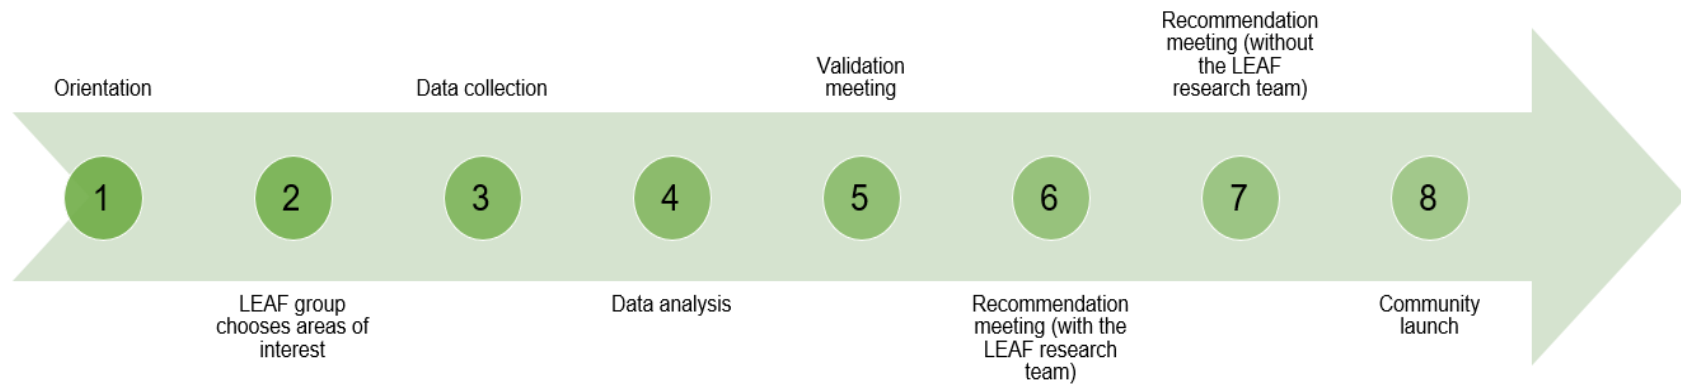 Orientation
1
LEAF group
chooses areas of
interest
2
Data collection
3
Data analysis
4
Validation
meeting
5
Recommendation
meeting (with the
LEAF research
team)
6
Recommendation
meeting (without
the LEAF
research team)
7
Community
launch
8